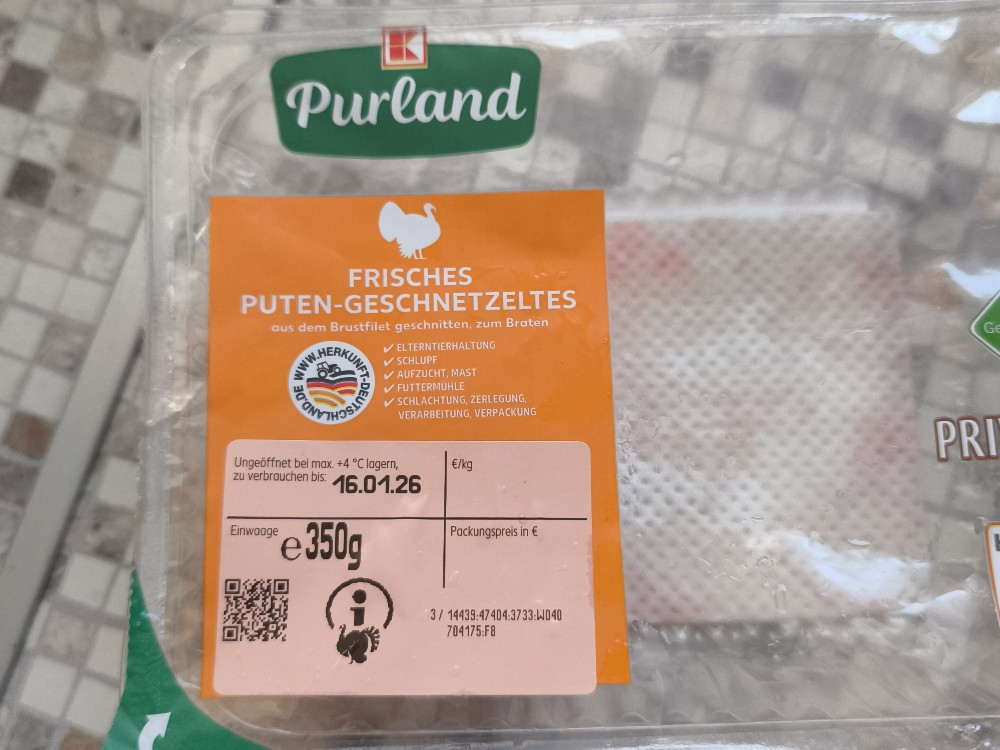 K
Purland
FRISCHES
PUTEN-GESCHNETZELTES
aus dem Brustfilet geschnitten, zum Braten
WWW.HERKUNFT-DEUTSCHLAND.DE
✓ ELTERNTIERHALTUNG
✓ SCHLUPF
✓ AUFZUCHT, MAST
✓ FUTTERMÜHLE
✓ SCHLACHTUNG, ZERLEGUNG,
VERARBEITUNG, VERPACKUNG
Ungeöffnet bei max. +4 °C lagern,
zu verbrauchen bis: 16.01.26
€/kg
Einwaage e 350g
Packungspreis in €
i
3 / 14439:47404:3733:W040
704175:F8
Ge
PRI